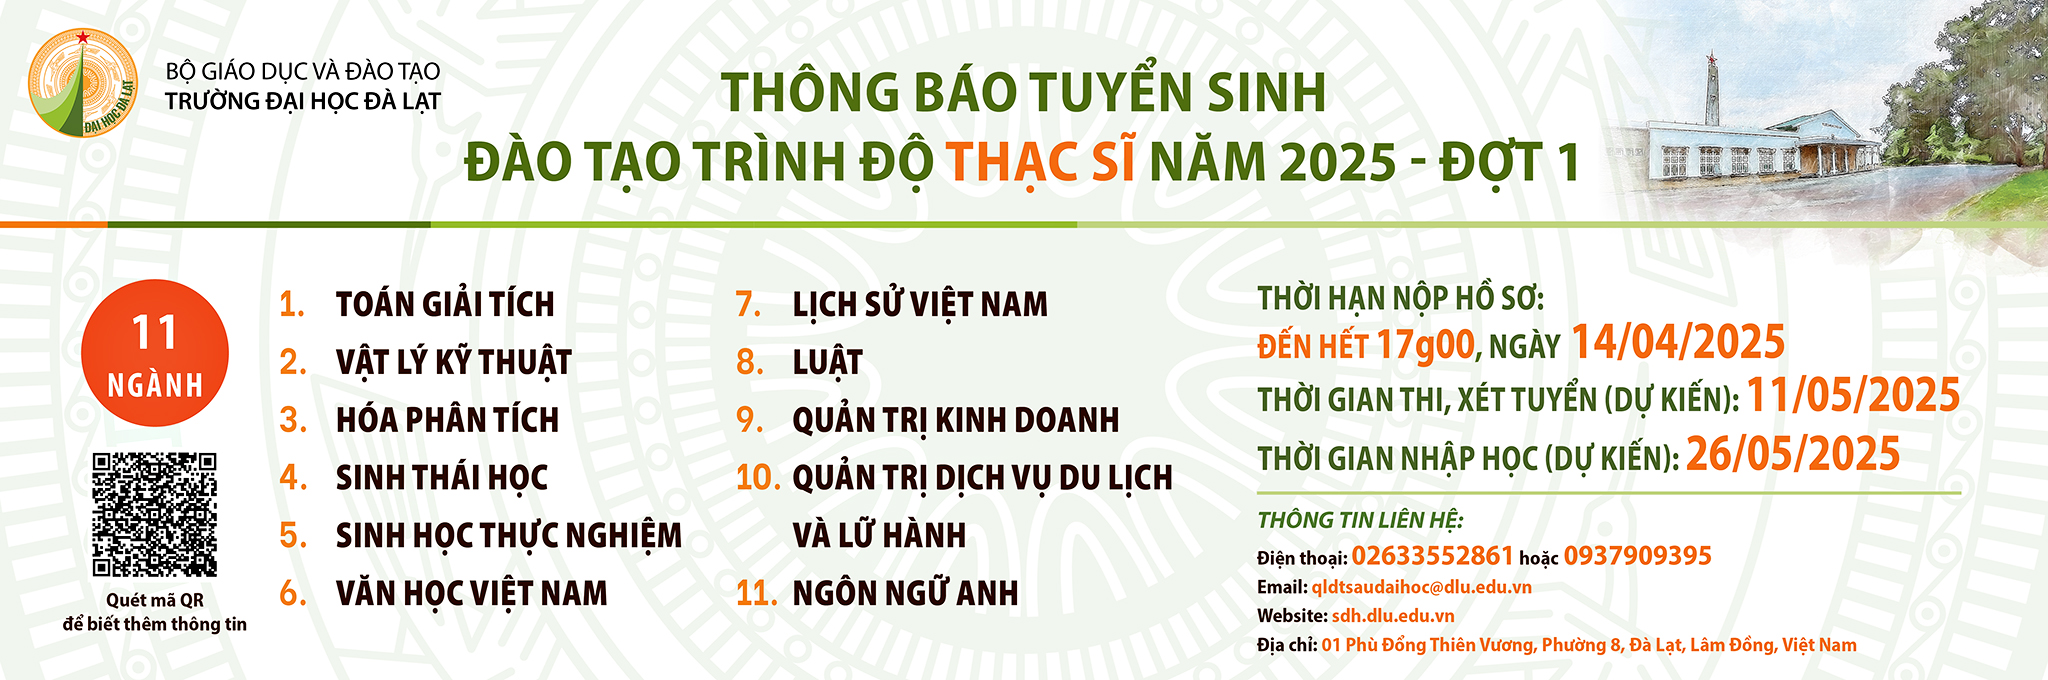 ĐẠI HỌC ĐÀ LẠT
BỘ GIÁO DỤC VÀ ĐÀO TẠO
TRƯỜNG ĐẠI HỌC ĐÀ LẠT
THÔNG BÁO TUYỂN SINH
ĐÀO TẠO TRÌNH ĐỘ THẠC SĨ NĂM 2025 - ĐỢT 1
11
NGÀNH
Quét mã QR
để biết thêm thông tin
1. TOÁN GIẢI TÍCH
2. VẬT LÝ KỸ THUẬT
3. HÓA PHÂN TÍCH
4. SINH THÁI HỌC
5. SINH HỌC THỰC NGHIỆM
6. VĂN HỌC VIỆT NAM
7. LỊCH SỬ VIỆT NAM
8. LUẬT
9. QUẢN TRỊ KINH DOANH
10. QUẢN TRỊ DỊCH VỤ DU LỊCH
VÀ LỮ HÀNH
11. NGÔN NGỮ ANH
THỜI HẠN NỘP HỒ SƠ:
ĐẾN HẾT 17g00, NGÀY 14/04/2025
THỜI GIAN THI, XÉT TUYỂN (DỰ KIẾN): 11/05/2025
THỜI GIAN NHẬP HỌC (DỰ KIẾN): 26/05/2025
THÔNG TIN LIÊN HỆ:
Điện thoại: 02633552861 hoặc 0937909395
Email: qldtsaudaihoc@dlu.edu.vn
Website: sdh.dlu.edu.vn
Địa chỉ: 01 Phù Đổng Thiên Vương, Phường 8, Đà Lạt, Lâm Đồng, Việt Nam